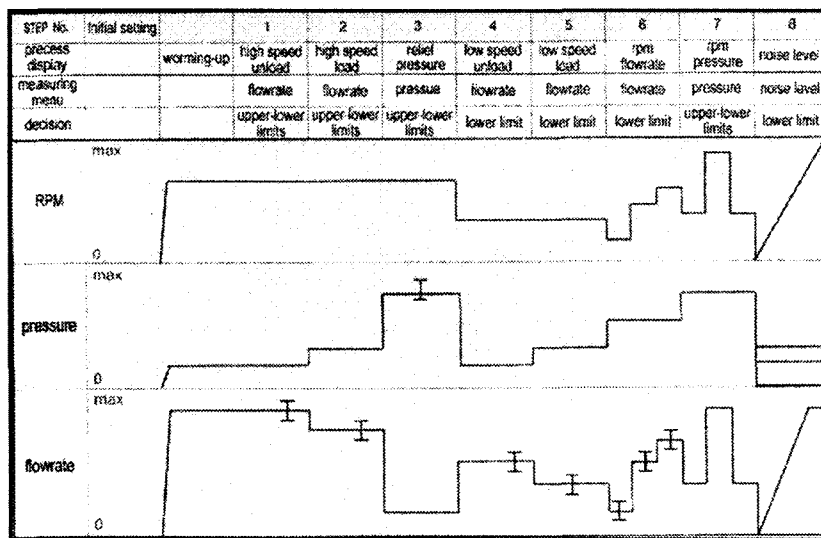 STEP No. Initial setting 1 2 3 4 5 6 7 8
precess display worming-up high speed unload high speed load relief pressure low speed unload low speed load rpm flowrate rpm pressure noise level
measuring menu flowrate flowrate prassue flowrate flowrate flowrate pressure noise level
decision upper-lower limits upper-lower limits upper-lower limits lower limit lower limit lower limit upper-lower limits lower limit
max
RPM
0
max
pressure
0
max
flowrate
0